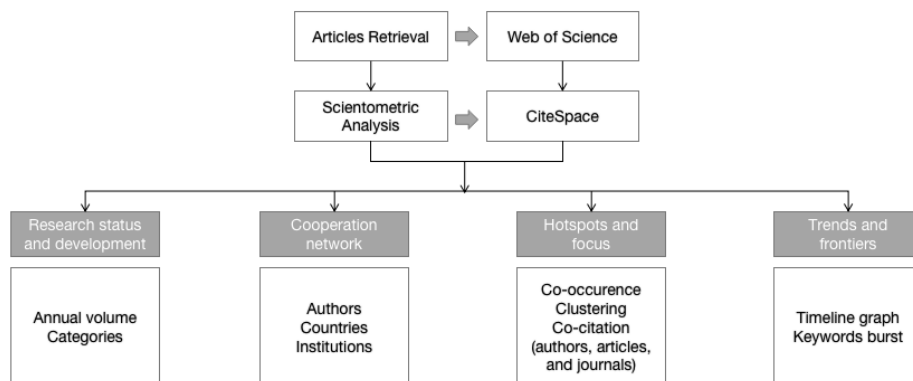 Articles Retrieval
Web of Science
Scientometric
Analysis
CiteSpace
Research status
and development
Cooperation
network
Hotspots and
focus
Trends and
frontiers
Annual volume
Categories
Authors
Countries
Institutions
Co-occurence
Clustering
Co-citation
(authors, articles,
and journals)
Timeline graph
Keywords burst